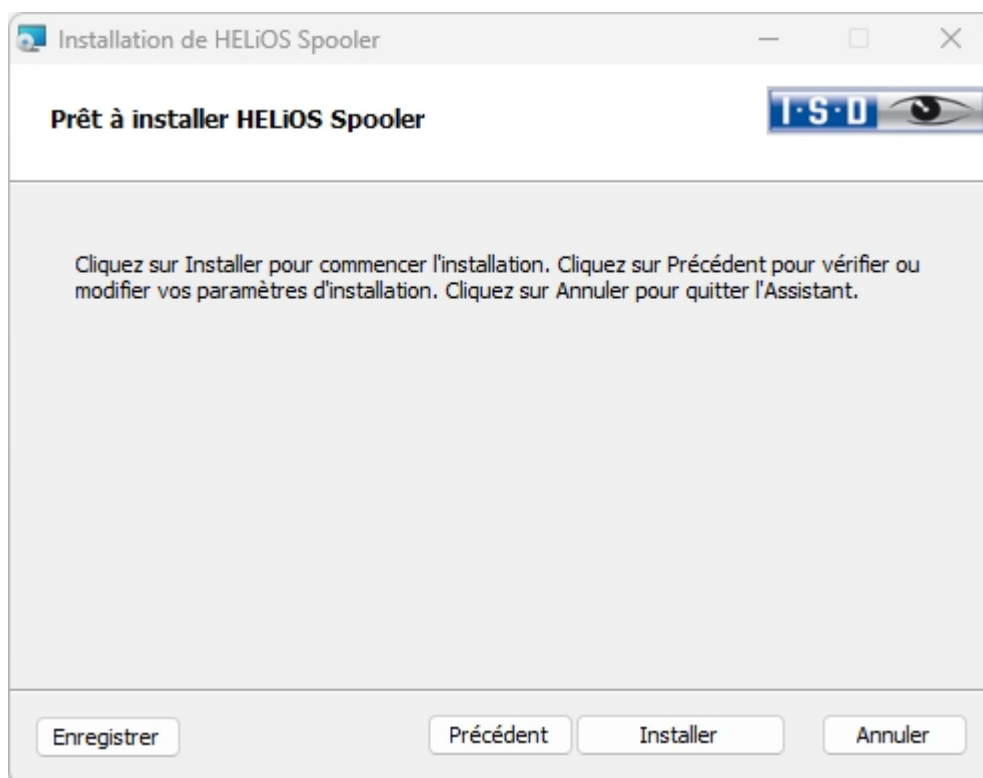 Installation de HELiOS Spooler
Prêt à installer HELiOS Spooler
I·S·D
Cliquez sur Installer pour commencer l'installation. Cliquez sur Précédent pour vérifier ou
modifier vos paramètres d'installation. Cliquez sur Annuler pour quitter l'Assistant.
Enregistrer Précédent Installer Annuler